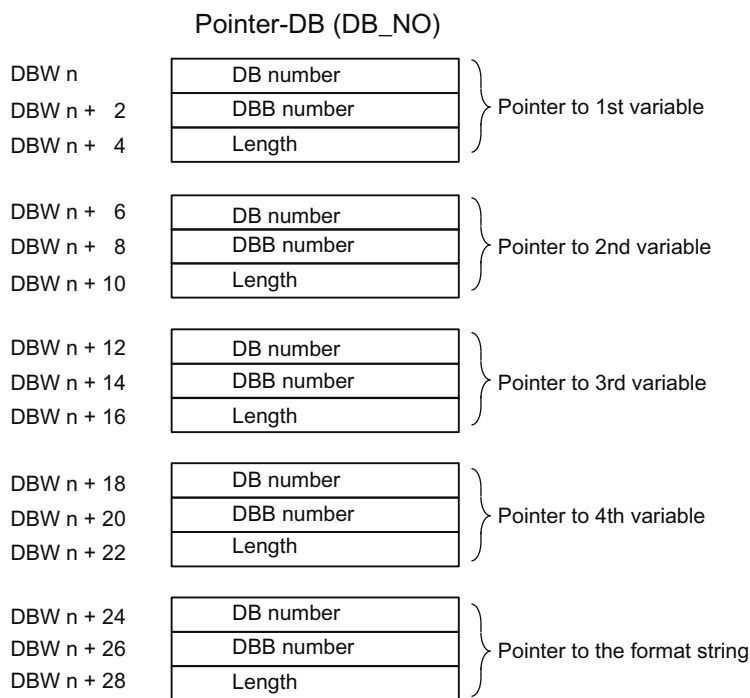 Pointer-DB (DB_NO)
DBW n DB number
DBW n + 2 DBB number Pointer to 1st variable
DBW n + 4 Length
DBW n + 6 DB number
DBW n + 8 DBB number Pointer to 2nd variable
DBW n + 10 Length
DBW n + 12 DB number
DBW n + 14 DBB number Pointer to 3rd variable
DBW n + 16 Length
DBW n + 18 DB number
DBW n + 20 DBB number Pointer to 4th variable
DBW n + 22 Length
DBW n + 24 DB number
DBW n + 26 DBB number Pointer to the format string
DBW n + 28 Length